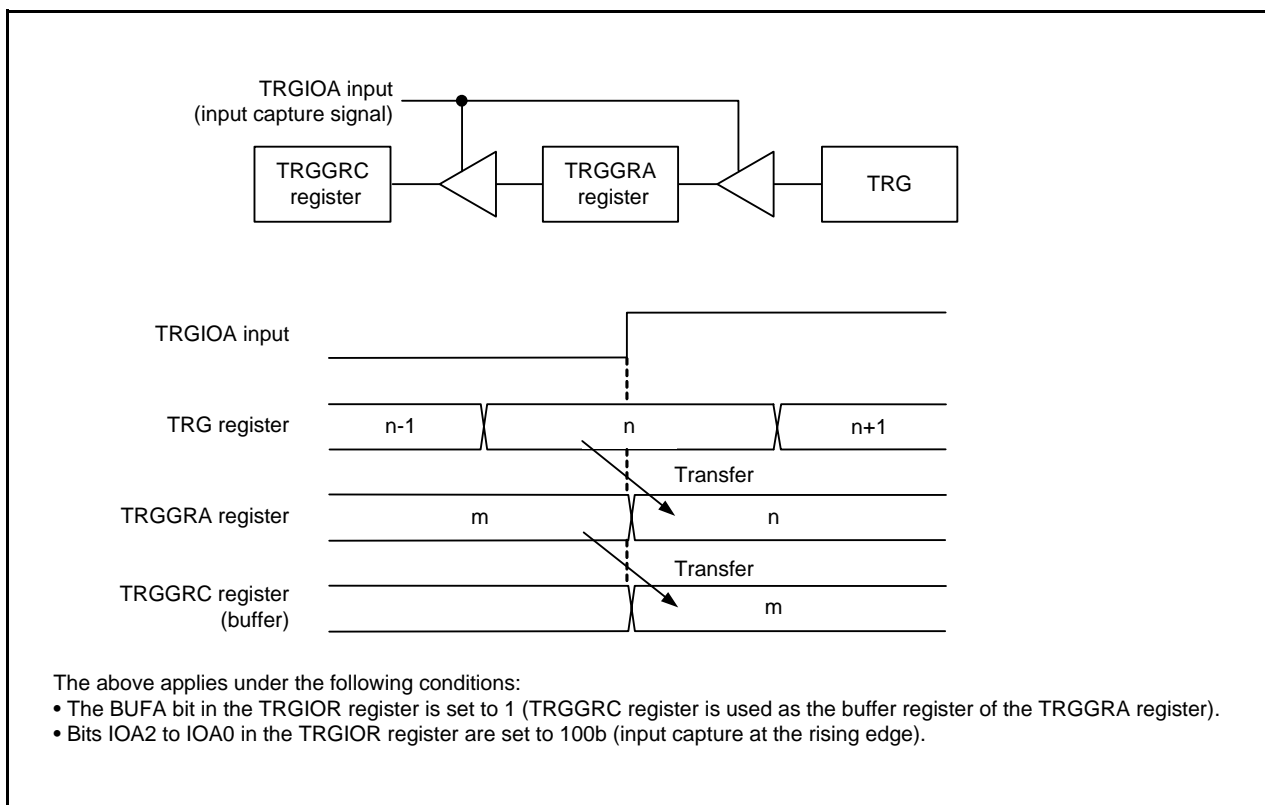 TRGIOA input
(input capture signal)
TRGGRC
register
TRGGRA
register
TRG
TRGIOA input
TRG register
n-1
n
n+1
Transfer
TRGGRA register
m
n
Transfer
TRGGRC register
(buffer)
m
The above applies under the following conditions:
• The BUFA bit in the TRGIOR register is set to 1 (TRGGRC register is used as the buffer register of the TRGGRA register).
• Bits IOA2 to IOA0 in the TRGIOR register are set to 100b (input capture at the rising edge).